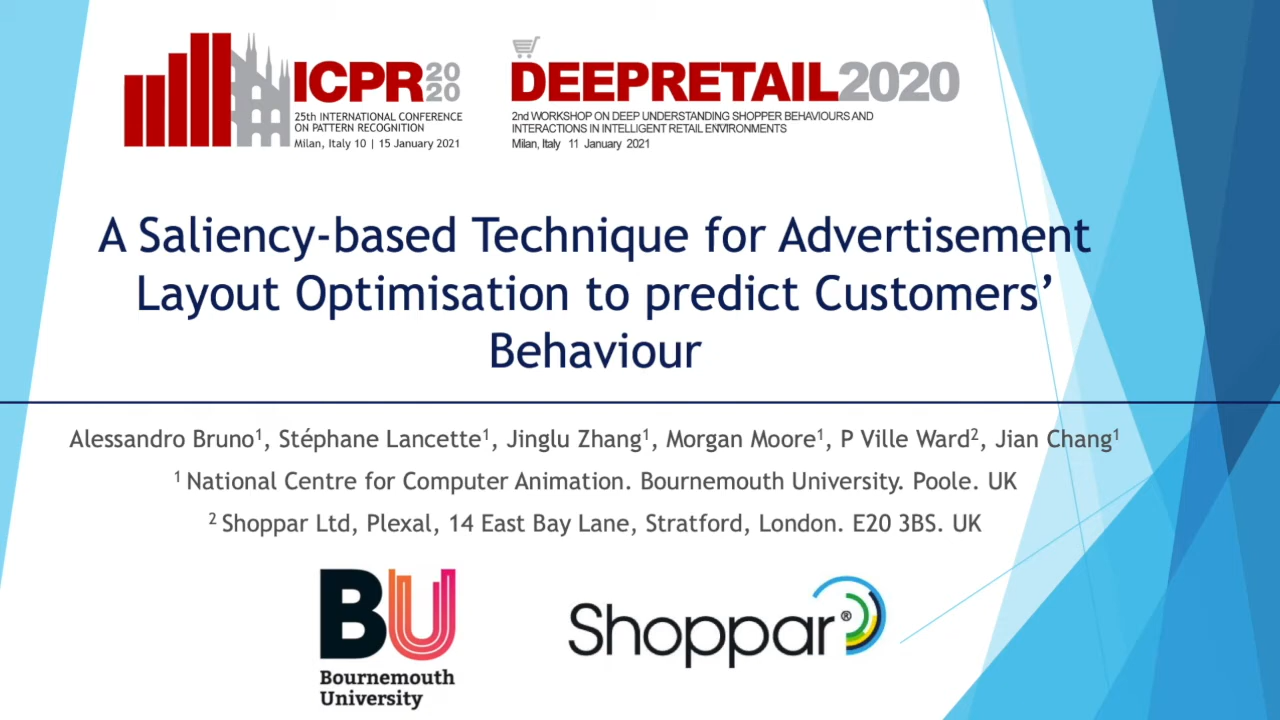 ICPR 2020
25th INTERNATIONAL CONFERENCE
ON PATTERN RECOGNITION
Milan, Italy 10 | 15 January 2021
DEEPRETAIL2020
2nd WORKSHOP ON DEEP UNDERSTANDING SHOPPER BEHAVIOURS AND
INTERACTIONS IN INTELLIGENT RETAIL ENVIRONMENTS
Milan, Italy 11 January 2021
A Saliency-based Technique for Advertisement
Layout Optimisation to predict Customers’
Behaviour
Alessandro Bruno¹, Stéphane Lancette¹, Jinglu Zhang¹, Morgan Moore¹, P Ville Ward², Jian Chang¹
¹ National Centre for Computer Animation. Bournemouth University. Poole. UK
² Shoppar Ltd, Plexal, 14 East Bay Lane, Stratford, London. E20 3BS. UK
BU
Bournemouth
University
Shoppar®